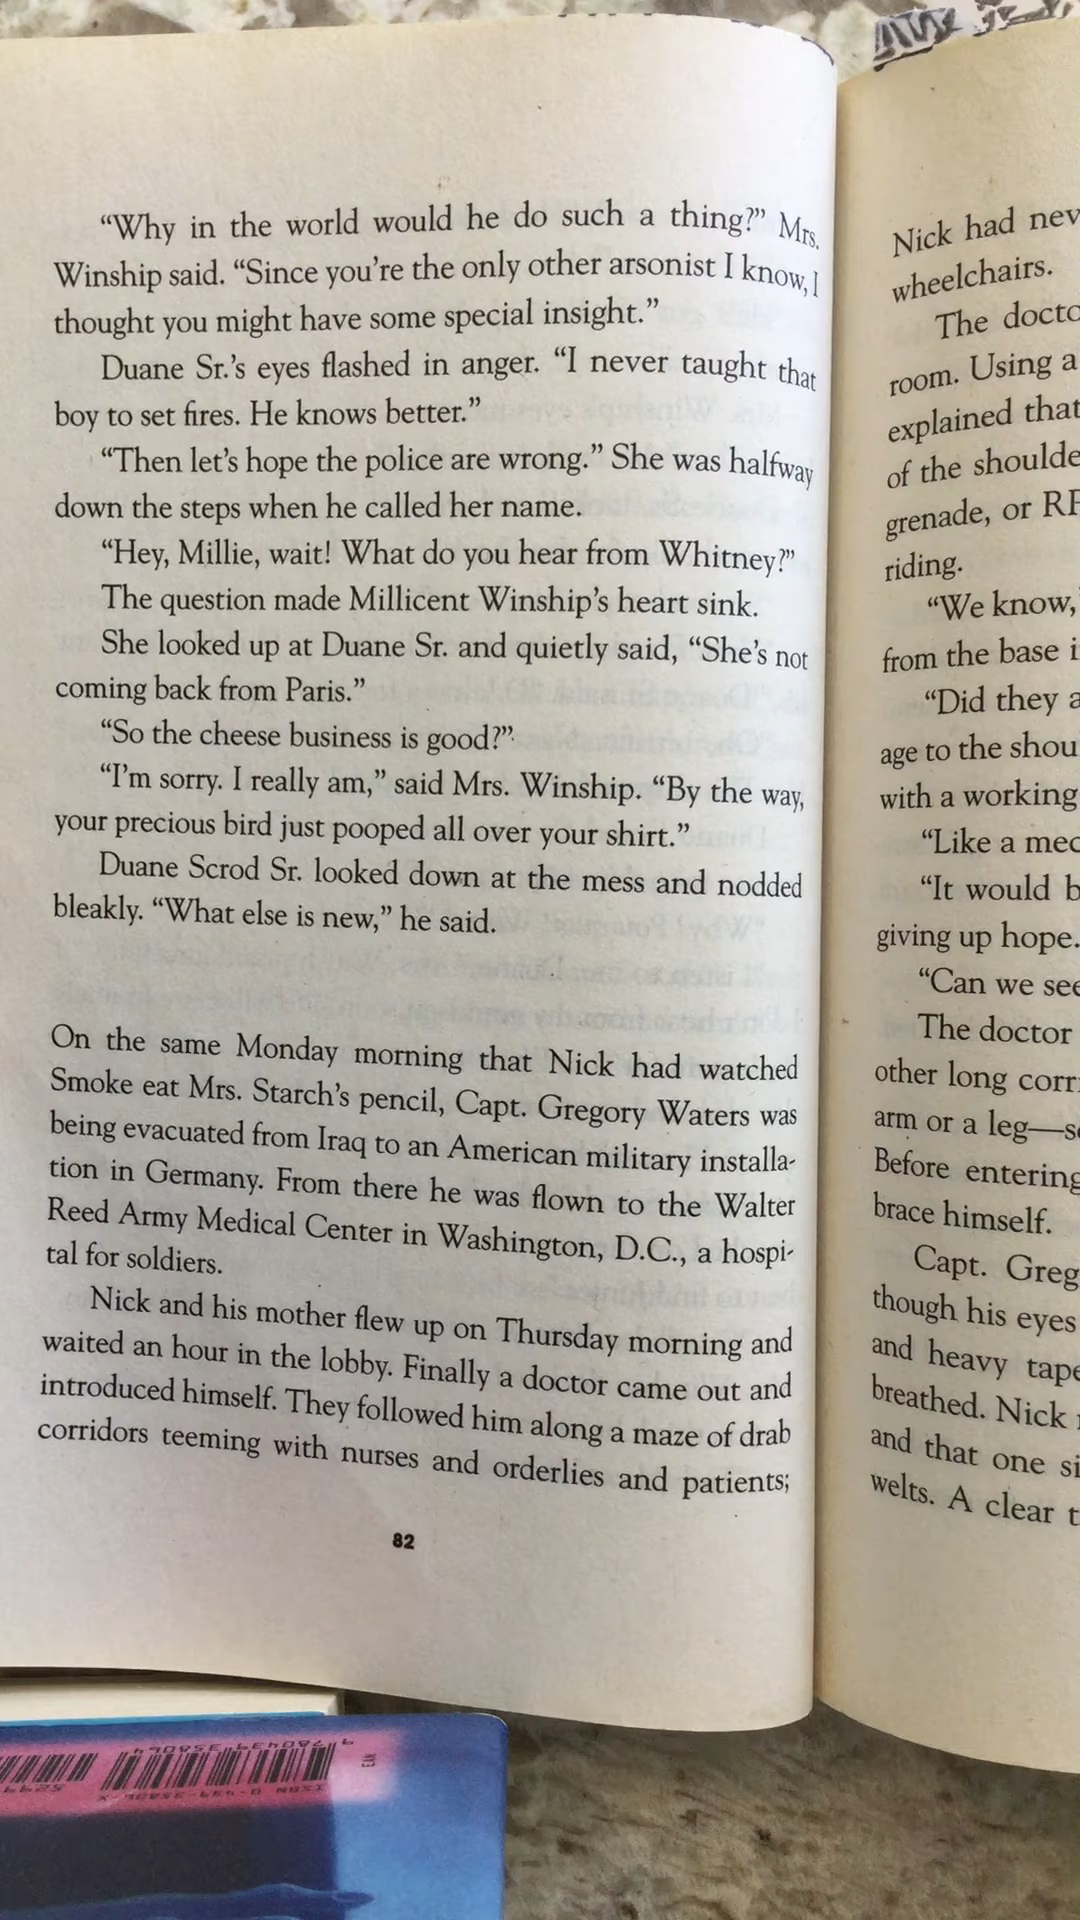 “Why in the world would he do such a thing?” Mrs.
Winship said. “Since you’re the only other arsonist I know, I
thought you might have some special insight.”
Duane Sr.’s eyes flashed in anger. “I never taught that
boy to set fires. He knows better.”
“Then let’s hope the police are wrong.” She was halfway
down the steps when he called her name.
“Hey, Millie, wait! What do you hear from Whitney?”
The question made Millicent Winship’s heart sink.
She looked up at Duane Sr. and quietly said, “She’s not
coming back from Paris.”
“So the cheese business is good?”
“I’m sorry. I really am,” said Mrs. Winship. “By the way,
your precious bird just pooped all over your shirt.”
Duane Scrod Sr. looked down at the mess and nodded
bleakly. “What else is new,” he said.
On the same Monday morning that Nick had watched
Smoke eat Mrs. Starch’s pencil, Capt. Gregory Waters was
being evacuated from Iraq to an American military installa-
tion in Germany. From there he was flown to the Walter
Reed Army Medical Center in Washington, D.C., a hospi-
tal for soldiers.
Nick and his mother flew up on Thursday morning and
waited an hour in the lobby. Finally a doctor came out and
introduced himself. They followed him along a maze of drab
corridors teeming with nurses and orderlies and patients;
82
Nick had nev
wheelchairs.
The docto
room. Using a
explained that
of the shoulde
grenade, or RP
riding.
“We know,
from the base i
“Did they a
age to the shou
with a working
“Like a mec
“It would b
giving up hope.
“Can we see
The doctor
other long corr
arm or a leg—s
Before entering
brace himself.
Capt. Greg
though his eyes
and heavy tape
breathed. Nick
and that one si
welts. A clear t
EAN